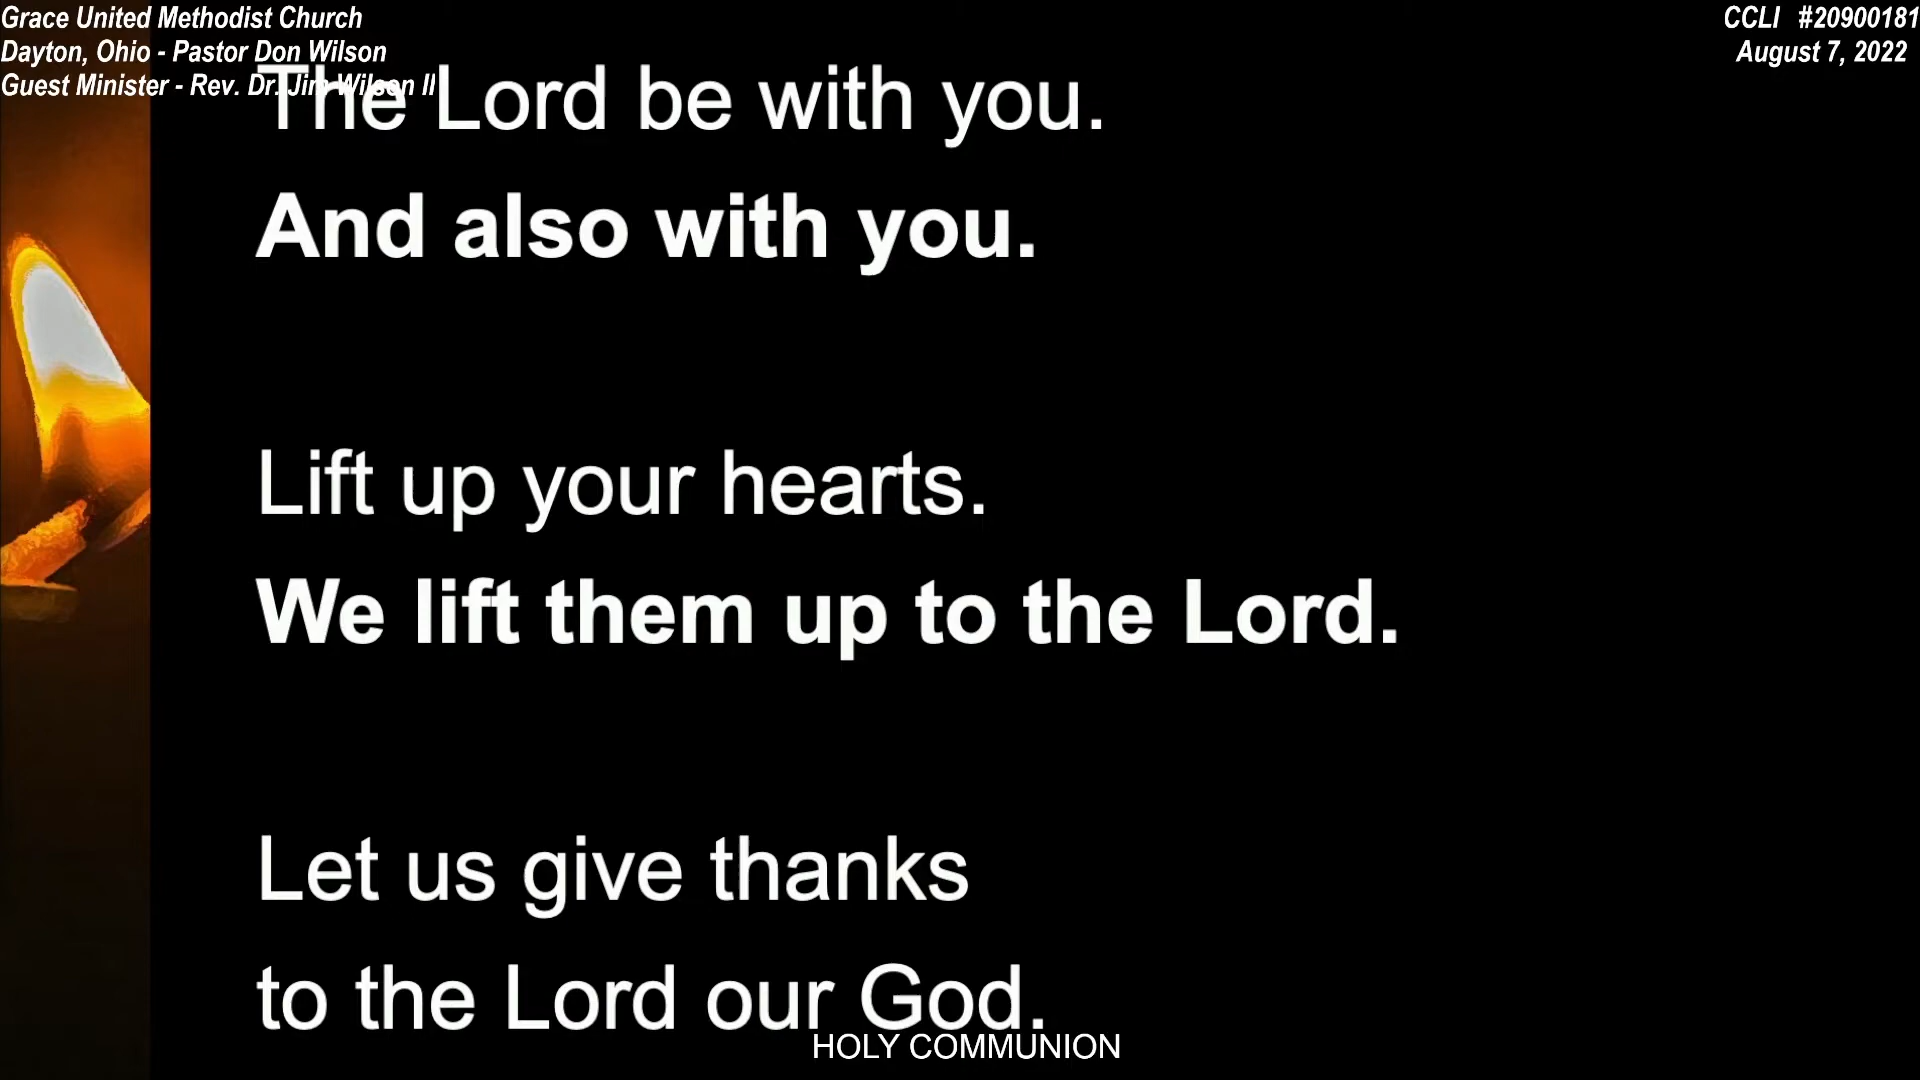 Grace United Methodist Church
Dayton, Ohio - Pastor Don Wilson
Guest Minister - Rev. Dr. Jim Wilson II
CCLI #20900181
August 7, 2022
The Lord be with you.
And also with you.
Lift up your hearts.
We lift them up to the Lord.
Let us give thanks
to the Lord our God.
HOLY COMMUNION